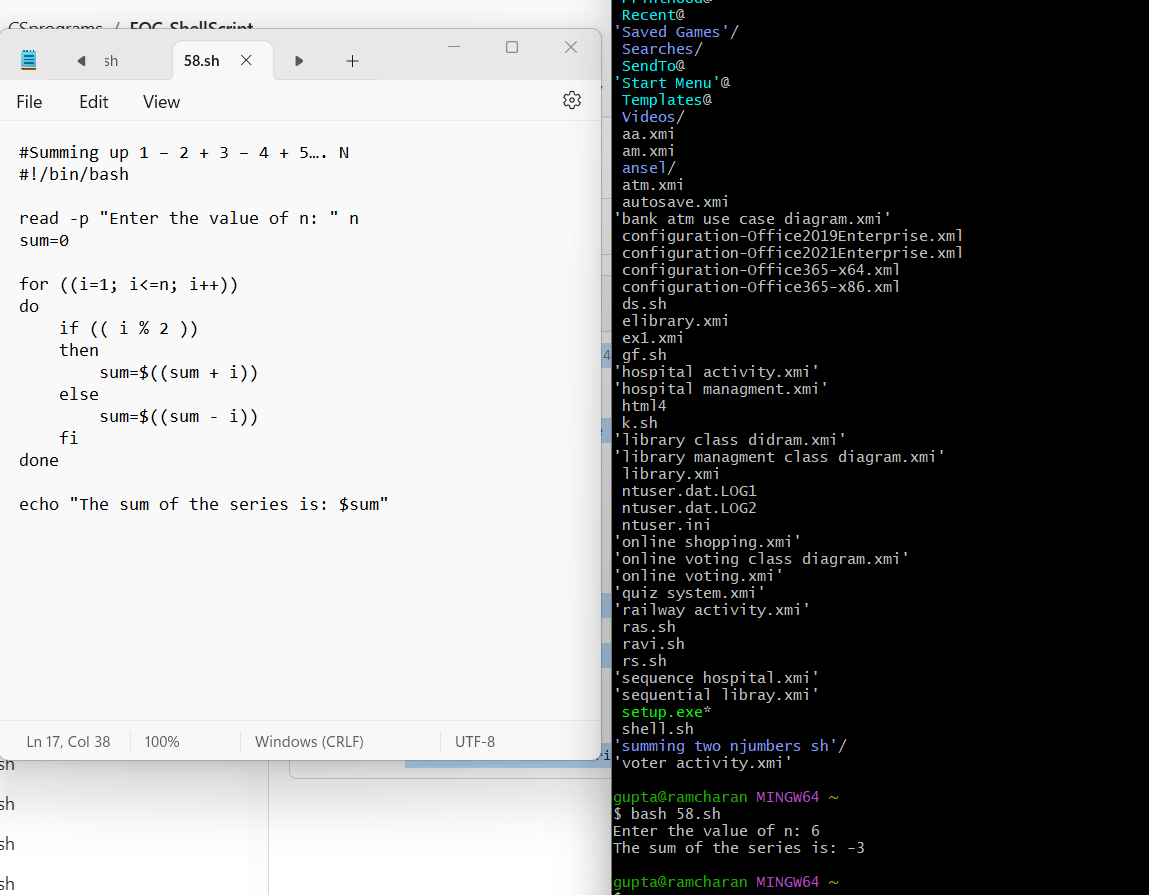 CSprograms / FOC_ShellScript
sh
58.sh
File
Edit
View
#Summing up 1 – 2 + 3 – 4 + 5…. N
#!/bin/bash
read -p "Enter the value of n: " n
sum=0
for ((i=1; i<=n; i++))
do
if (( i % 2 ))
then
sum=$((sum + i))
else
sum=$((sum - i))
fi
done
echo "The sum of the series is: $sum"
Ln 17, Col 38
100%
Windows (CRLF)
UTF-8
sh
sh
sh
sh
4
Recent@
'Saved Games'/
Searches/
SendTo@
'Start Menu'@
Templates@
Videos/
aa.xmi
am.xmi
ansel/
atm.xmi
autosave.xmi
'bank atm use case diagram.xmi'
configuration-Office2019Enterprise.xml
configuration-Office2021Enterprise.xml
configuration-Office365-x64.xml
configuration-Office365-x86.xml
ds.sh
elibrary.xmi
ex1.xmi
gf.sh
'hospital activity.xmi'
'hospital managment.xmi'
html4
k.sh
'library class didram.xmi'
'library managment class diagram.xmi'
library.xmi
ntuser.dat.LOG1
ntuser.dat.LOG2
ntuser.ini
'online shopping.xmi'
'online voting class diagram.xmi'
'online voting.xmi'
'quiz system.xmi'
'railway activity.xmi'
ras.sh
ravi.sh
rs.sh
'sequence hospital.xmi'
'sequential libray.xmi'
setup.exe*
shell.sh
'summing two njumbers sh'/
'voter activity.xmi'
gupta@ramcharan MINGW64 ~
$ bash 58.sh
Enter the value of n: 6
The sum of the series is: -3
gupta@ramcharan MINGW64 ~